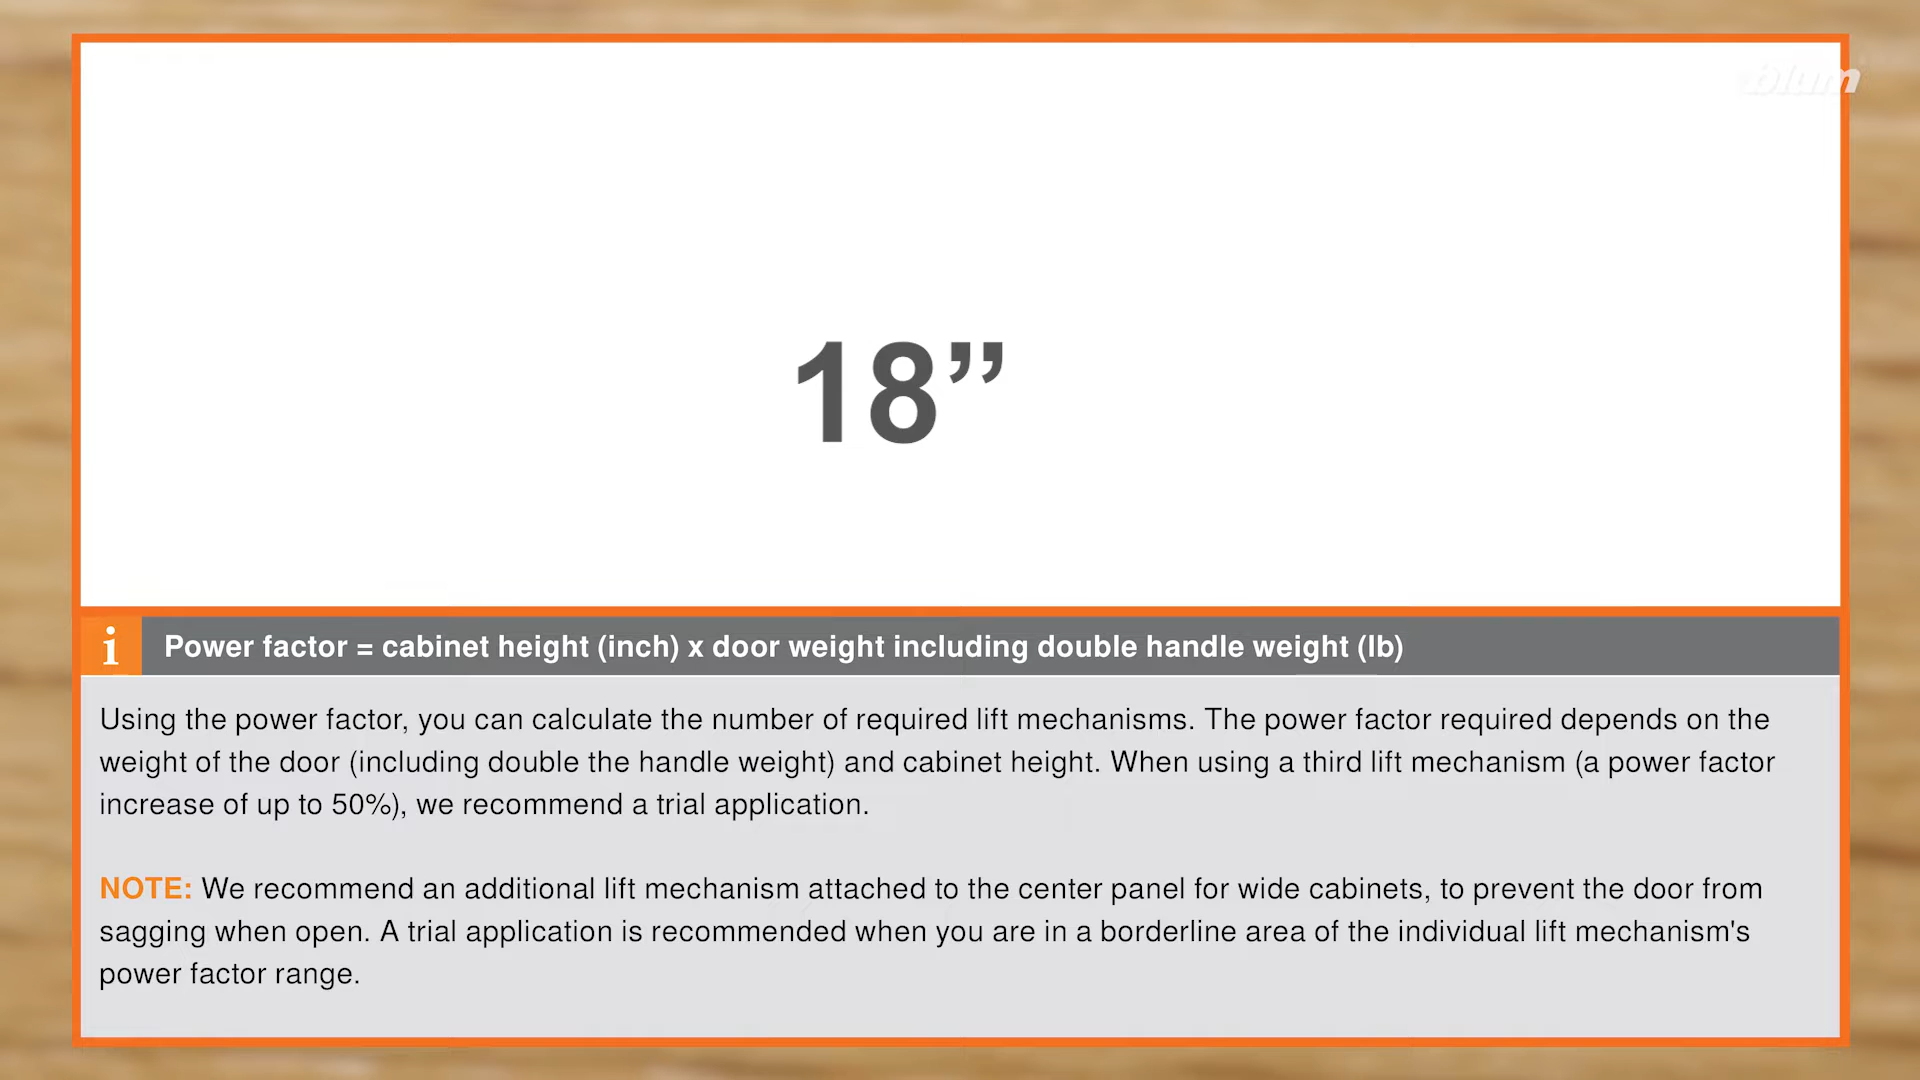 blum
18”
i Power factor = cabinet height (inch) x door weight including double handle weight (lb)
Using the power factor, you can calculate the number of required lift mechanisms. The power factor required depends on the
weight of the door (including double the handle weight) and cabinet height. When using a third lift mechanism (a power factor
increase of up to 50%), we recommend a trial application.
NOTE: We recommend an additional lift mechanism attached to the center panel for wide cabinets, to prevent the door from
sagging when open. A trial application is recommended when you are in a borderline area of the individual lift mechanism's
power factor range.